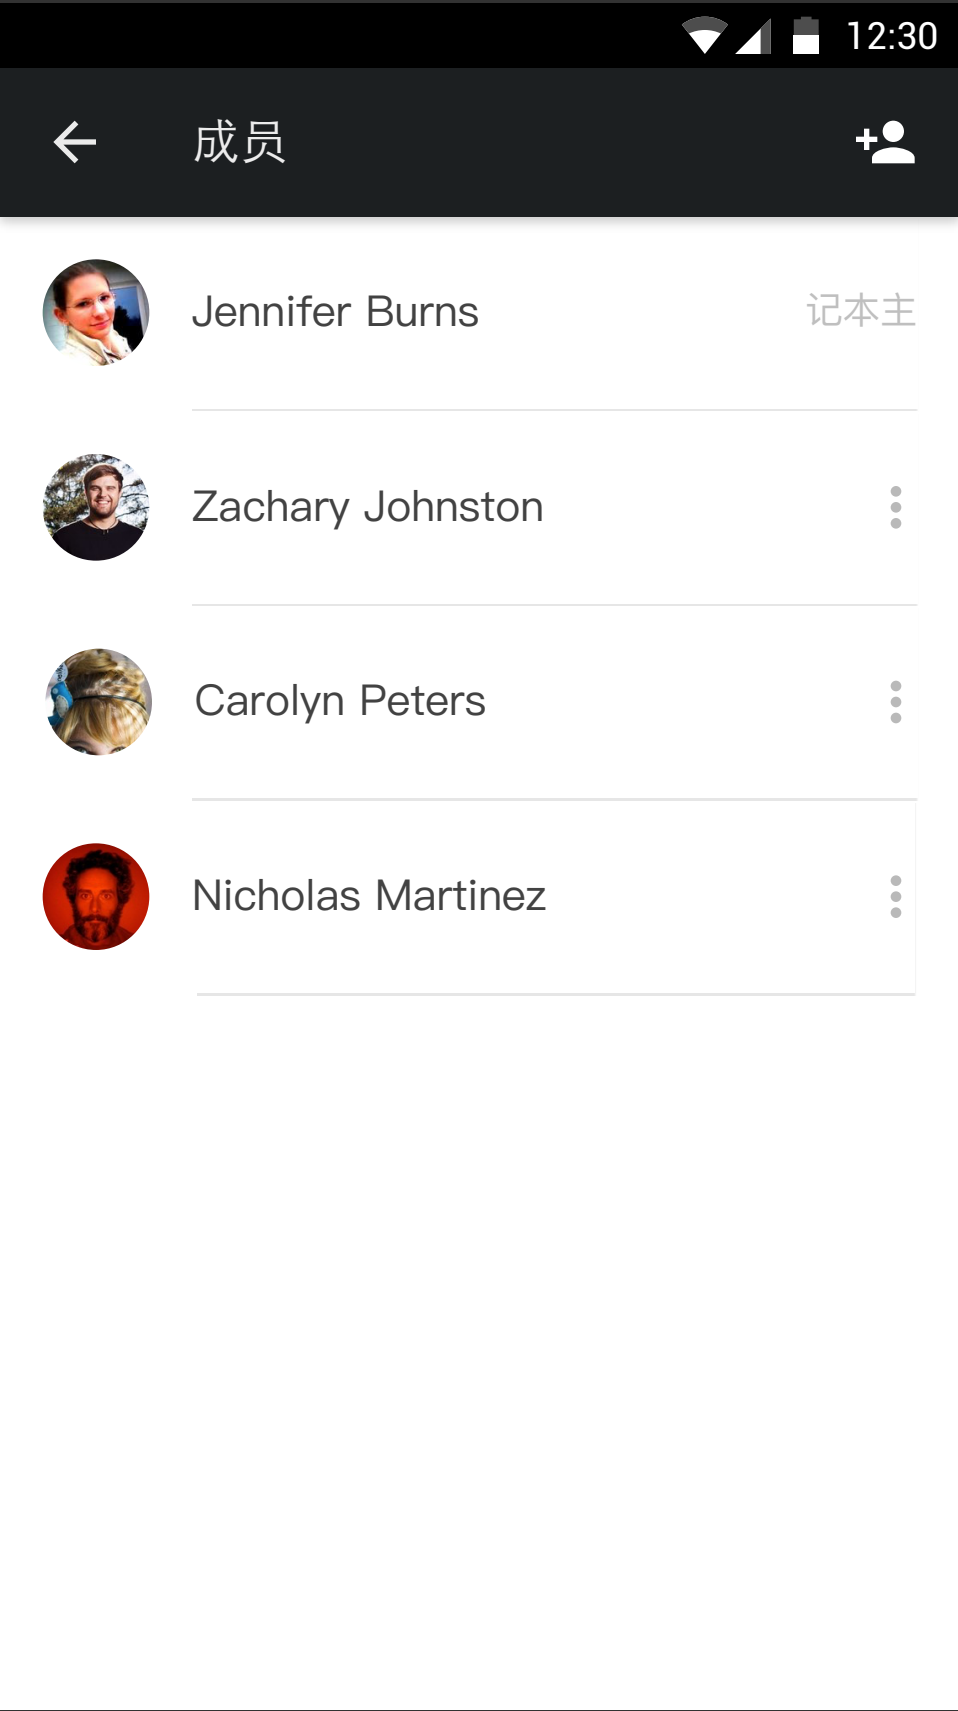 12:30
成员
Jennifer Burns 记本主
Zachary Johnston
Carolyn Peters
Nicholas Martinez